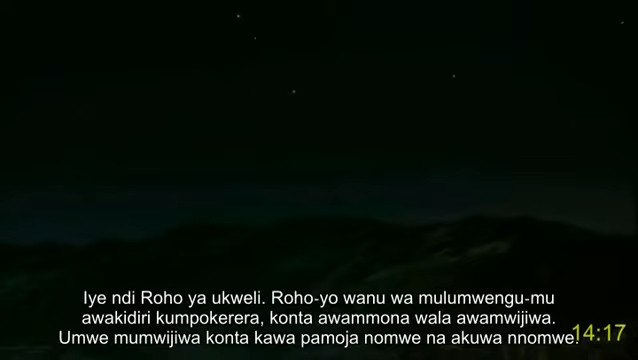 Iye ndi Roho ya ukweli. Roho-yo wanu wa mulumwengu-mu
awakidiri kumpokerera, konta awammona wala awamwijiwa.
Umwe mumwijiwa konta kawa pamoja nomwe na akuwa nnomwe.
14:17